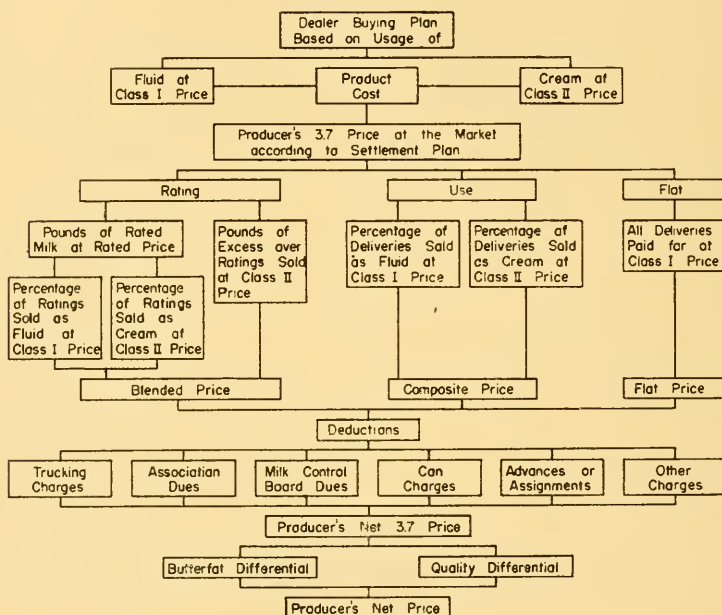 Dealer Buying Plan
Based on Usage of
Fluid at
Class I Price
Product
Cost
Cream at
Class II Price
Producer's 3.7 Price at the Market
according to Settlement Plan
Rating
Use
Flat
Pounds of Rated
Milk at Rated Price
Pounds of
Excess aver
Ratings Sold
at Class II
Price
Percentage of
Deliveries Sold
as Fluid at
Class I Price
Percentage of
Deliveries Sold
as Cream at
Class II Price
All Deliveries
Paid far at
Class I Price
Percentage
of Ratings
Sold as
Fluid at
Class I Price
Percentage
of Ratings
Sald as
Cream at
Class II Price
Blended Price
Composite Price
Flat Price
Deductions
Trucking
Charges
Association
Dues
Milk Control
Board Dues
Can
Charges
Advances or
Assignments
Other
Charges
Producer's Net 3.7 Price
Butterfat Differential
Quality Differential
Producer's Net Price